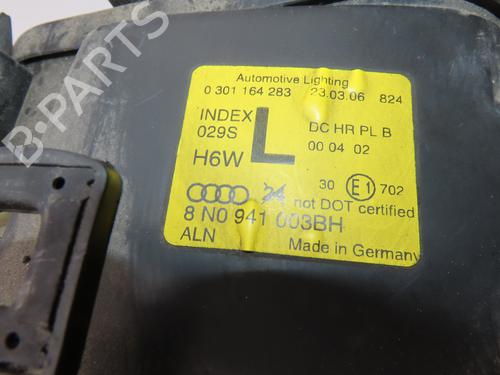 Automotive Lighting
0 301 164 283 23.03.06 824
INDEX L DC HR PL B
029S 00 04 02
H6W 30 E1 702
not DOT certified
8 N0 941 003BH
ALN Made in Germany
B-PARTS